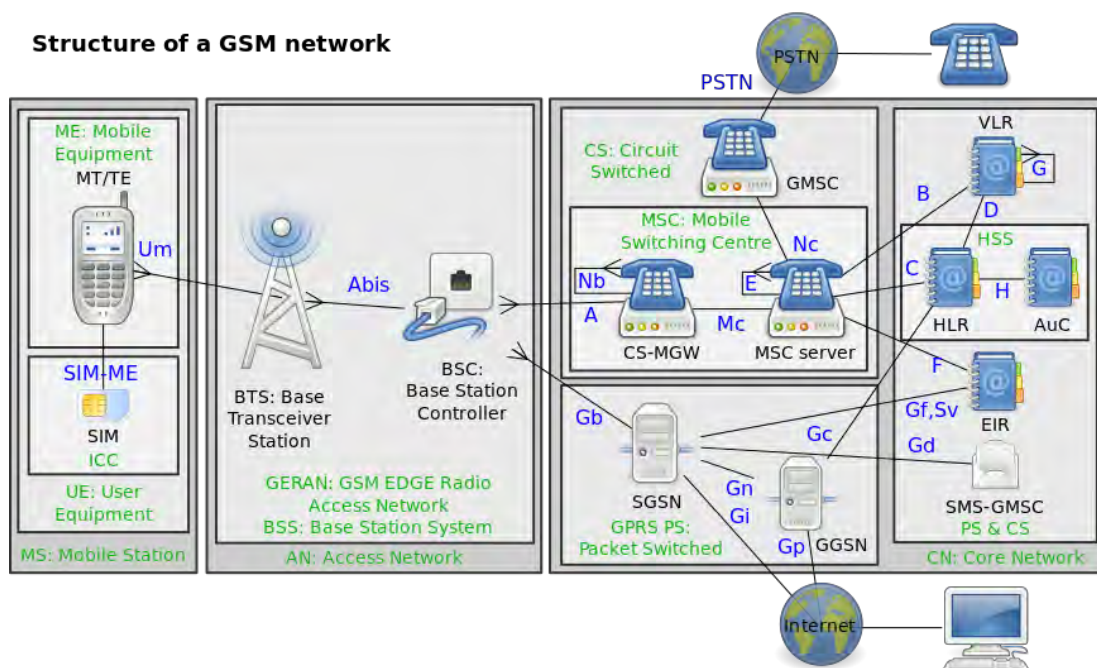 Structure of a GSM network
PSTN
PSTN
ME: Mobile
Equipment
MT/TE
Um
SIM-ME
SIM
ICC
UE: User
Equipment
MS: Mobile Station
Abis
BTS: Base
Transceiver
Station
BSC:
Base Station
Controller
GERAN: GSM EDGE Radio
Access Network
BSS: Base Station System
AN: Access Network
CS: Circuit
Switched
GMSC
MSC: Mobile
Switching Centre
Nc
Nb
E
A
Mc
CS-MGW
MSC server
VLR
G
B
D
HSS
C
H
HLR
AuC
F
Gb
Gf,Sv
EIR
Gc
Gd
Gn
SGSN
Gi
SMS-GMSC
PS & CS
GPRS PS:
Packet Switched
Gp
GGSN
CN: Core Network
Internet